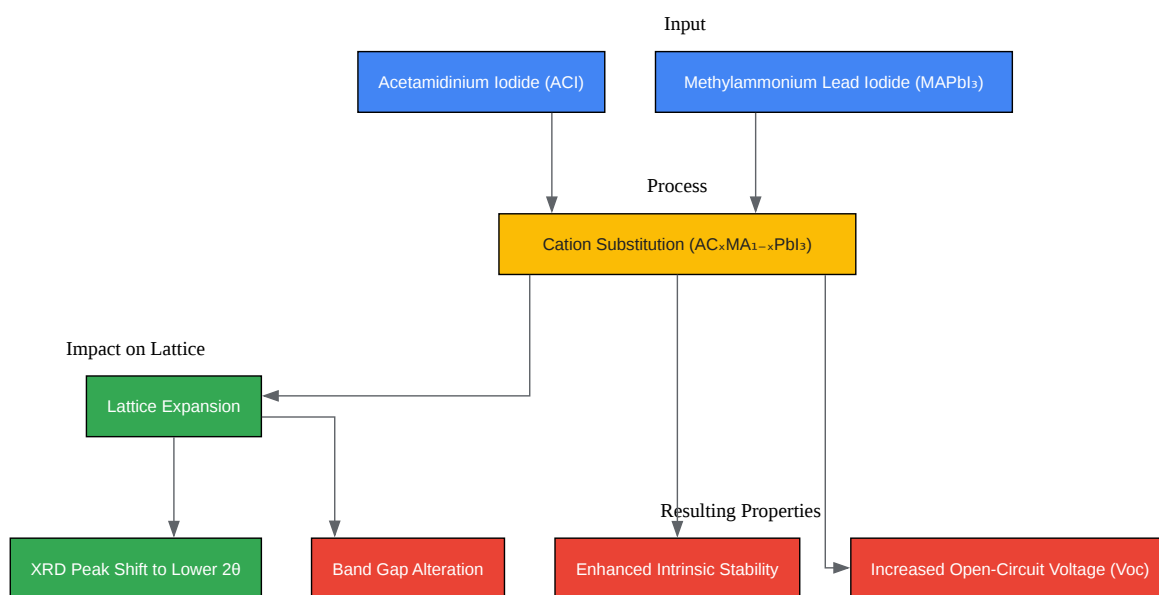 Input
Acetamidinium Iodide (ACI)
Methylammonium Lead Iodide (MAPbI₃)
Process
Cation Substitution (ACₓMA₁₋ₓPbI₃)
Impact on Lattice
Lattice Expansion
Resulting Properties
XRD Peak Shift to Lower 2θ
Band Gap Alteration
Enhanced Intrinsic Stability
Increased Open-Circuit Voltage (Voc)